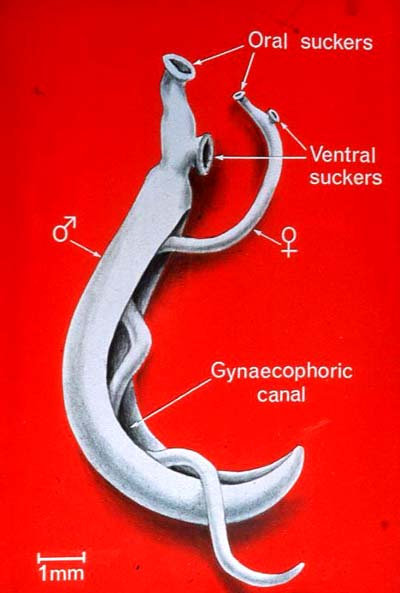 Oral suckers
Ventral
suckers
♂
♀
Gynaecophoric
canal
1mm